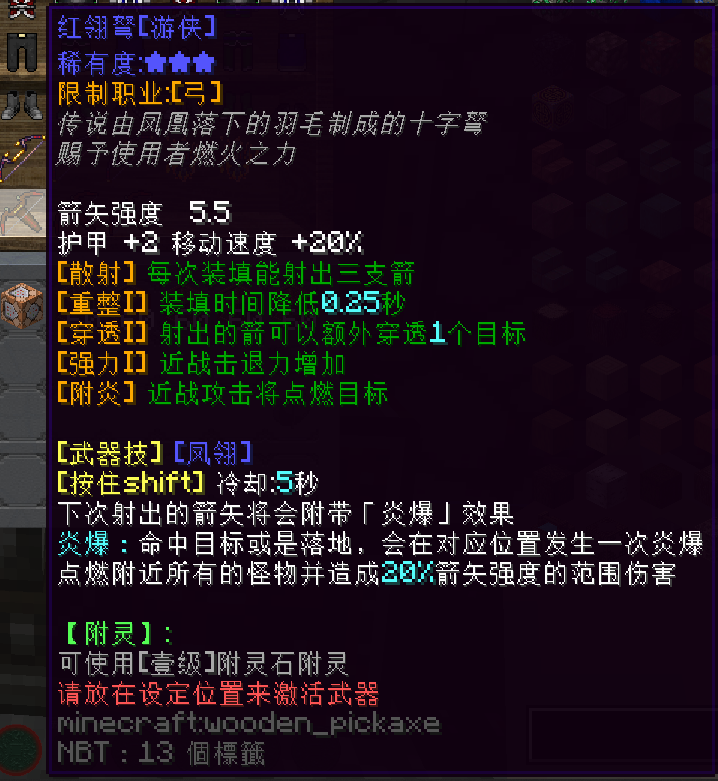 红翎弩[游侠]
稀有度:★★★
限制职业:[弓]
传说由凤凰落下的羽毛制成的十字弩
赐予使用者燃火之力
箭矢强度 5.5
护甲 +2 移动速度 +20%
[散射] 每次装填能射出三支箭
[重整I] 装填时间降低0.25秒
[穿透I] 射出的箭可以额外穿透1个目标
[强力I] 近战击退力增加
[附炎] 近战攻击将点燃目标
[武器技] [凤翎]
[按住shift] 冷却:5秒
下次射出的箭矢将会附带「炎爆」效果
炎爆：命中目标或是落地，会在对应位置发生一次炎爆
点燃附近所有的怪物并造成20%箭矢强度的范围伤害
【附灵】：
可使用[壹级]附灵石附灵
请放在设定位置来激活武器
minecraft:wooden_pickaxe
NBT：13 個標籤